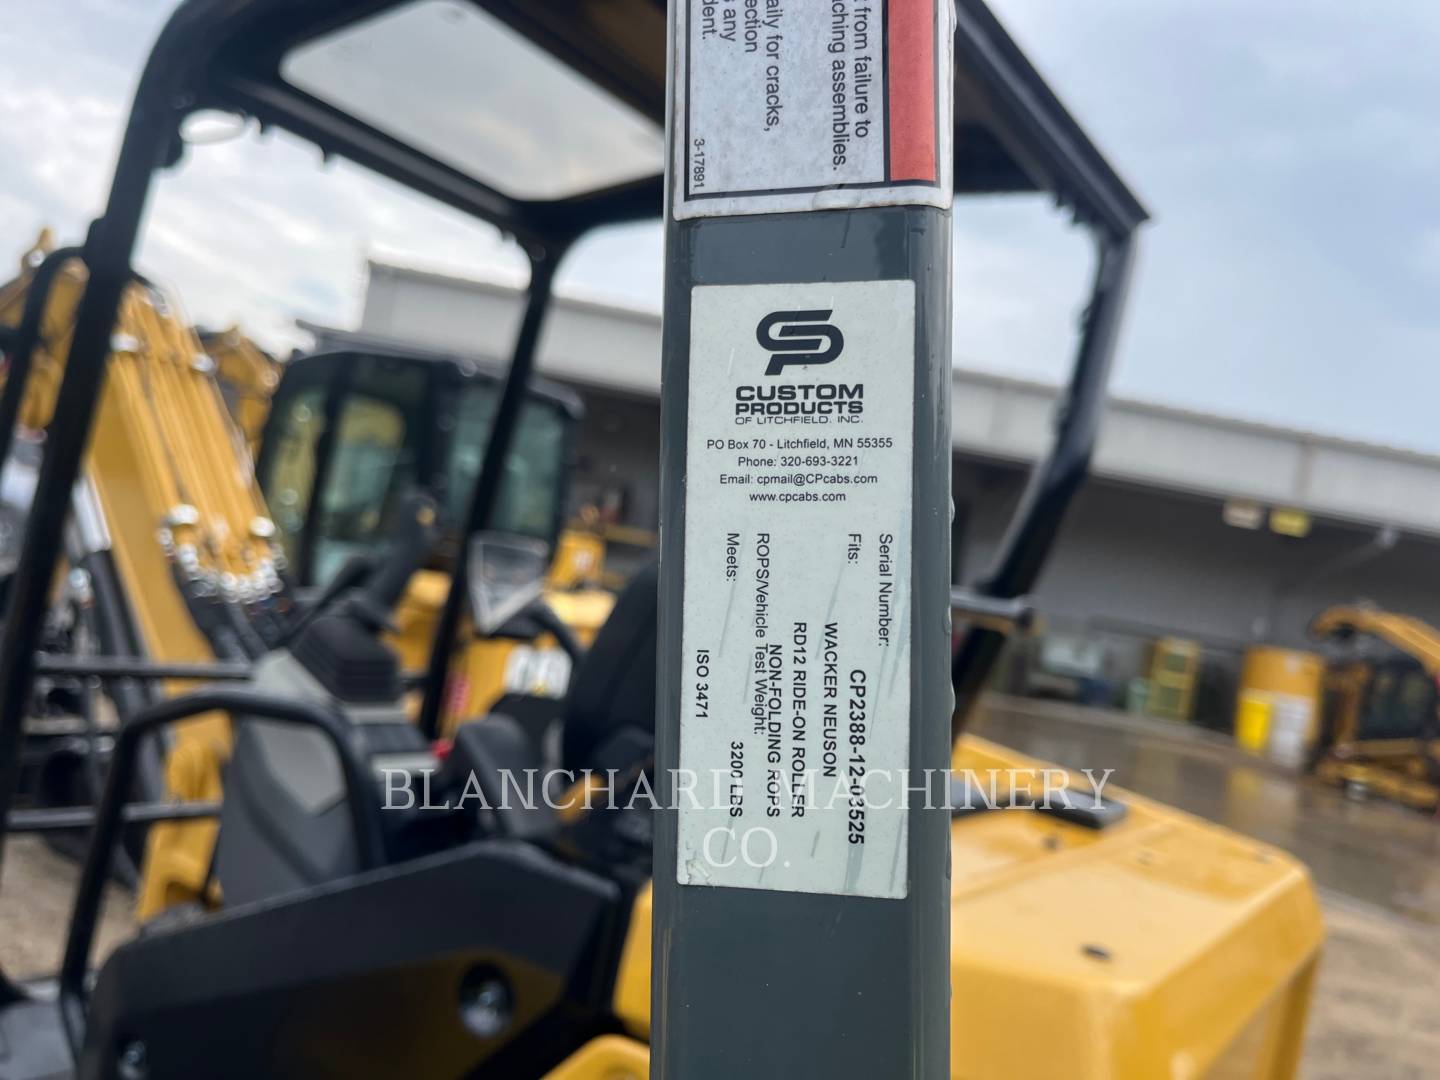 t from failure to
ching assemblies.
aily for cracks,
ection
s any
dent.
3-17891
CP
CUSTOM
PRODUCTS
OF LITCHFIELD, INC.
PO Box 70 - Litchfield, MN 55355
Phone: 320-693-3221
Email: cpmail@CPcabs.com
www.cpcabs.com
Serial Number: CP2388-12-03525
Fits: WACKER NEUSON
RD12 RIDE-ON ROLLER
NON-FOLDING ROPS
ROPS/Vehicle Test Weight: 3200 LBS
Meets: ISO 3471
BLANCHARD MACHINERY
CO.